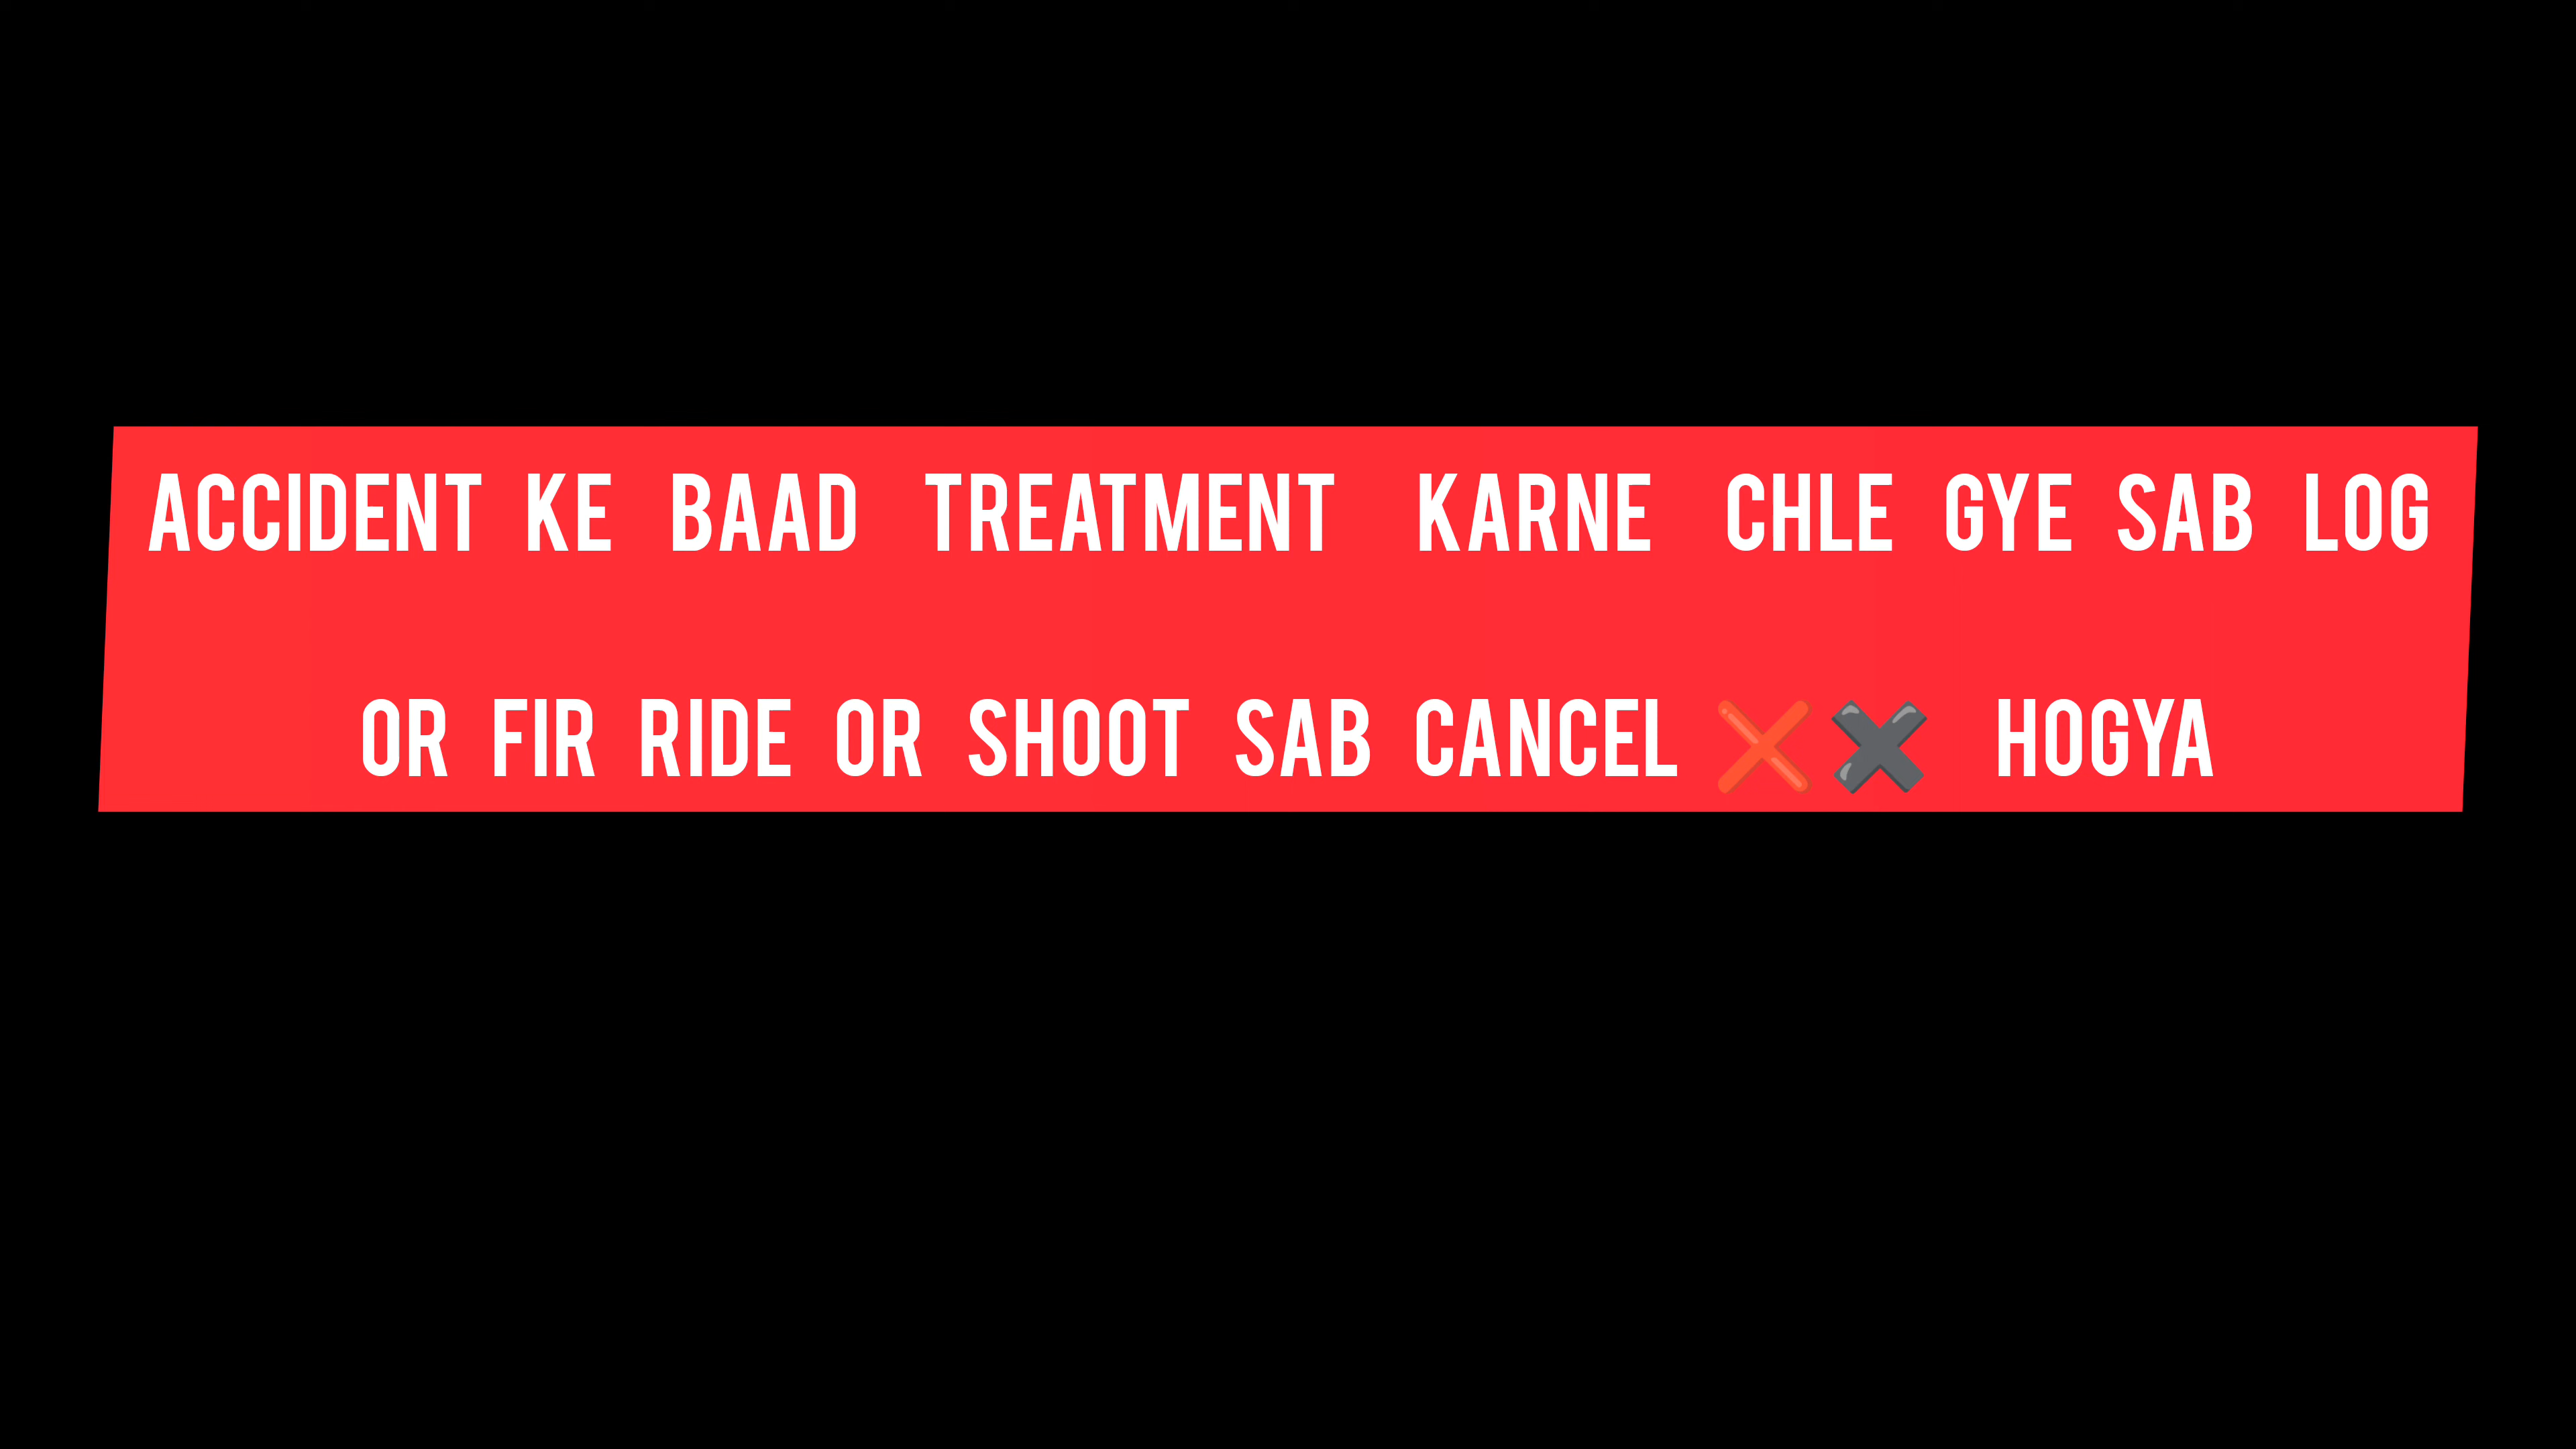 ACCIDENT KE BAAD TREATMENT KARNE CHLE GYE SAB LOG
OR FIR RIDE OR SHOOT SAB CANCEL ❌✖ HOGYA